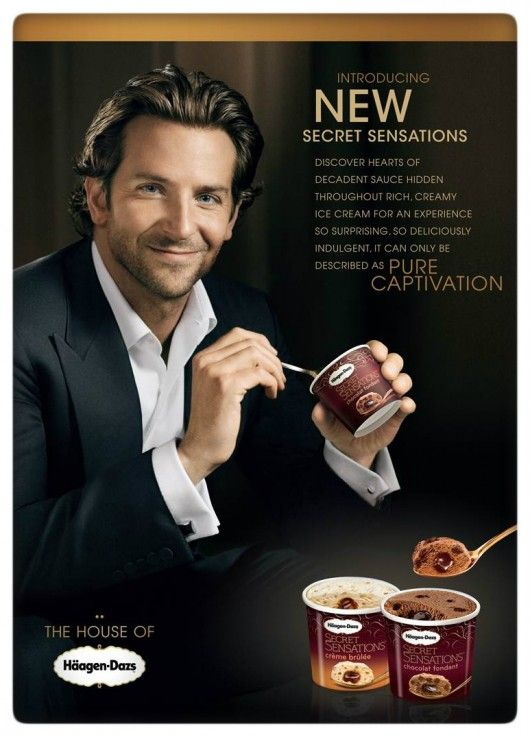 INTRODUCING
NEW
SECRET SENSATIONS
DISCOVER HEARTS OF
DECADENT SAUCE HIDDEN
THROUGHOUT RICH, CREAMY
ICE CREAM FOR AN EXPERIENCE
SO SURPRISING, SO DELICIOUSLY
INDULGENT, IT CAN ONLY BE
DESCRIBED AS PURE
CAPTIVATION
Häagen-Dazs
SECRET
SENSATIONS
chocolat fondant
THE HOUSE OF
Häagen-Dazs
Häagen-Dazs
SECRET
SENSATIONS
crème brûlée
Häagen-Dazs
SECRET
SENSATIONS
chocolat fondant